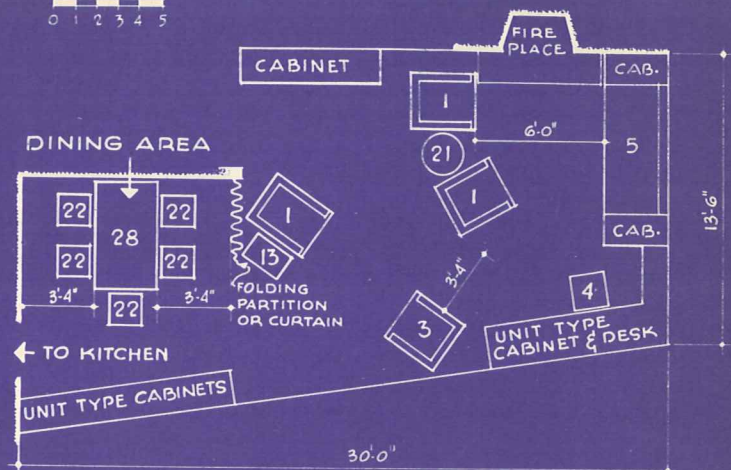 0 1 2 3 4 5
FIRE
PLACE
CABINET
CAB.
1
6'-0"
5
21
DINING AREA
1
22
22
28
1
22
22
13
CAB.
13'-6"
3'-4"
3'-4"
22
FOLDING
PARTITION
OR CURTAIN
3'-4"
4
3
UNIT TYPE
CABINET & DESK
← TO KITCHEN
UNIT TYPE CABINETS
30'-0"